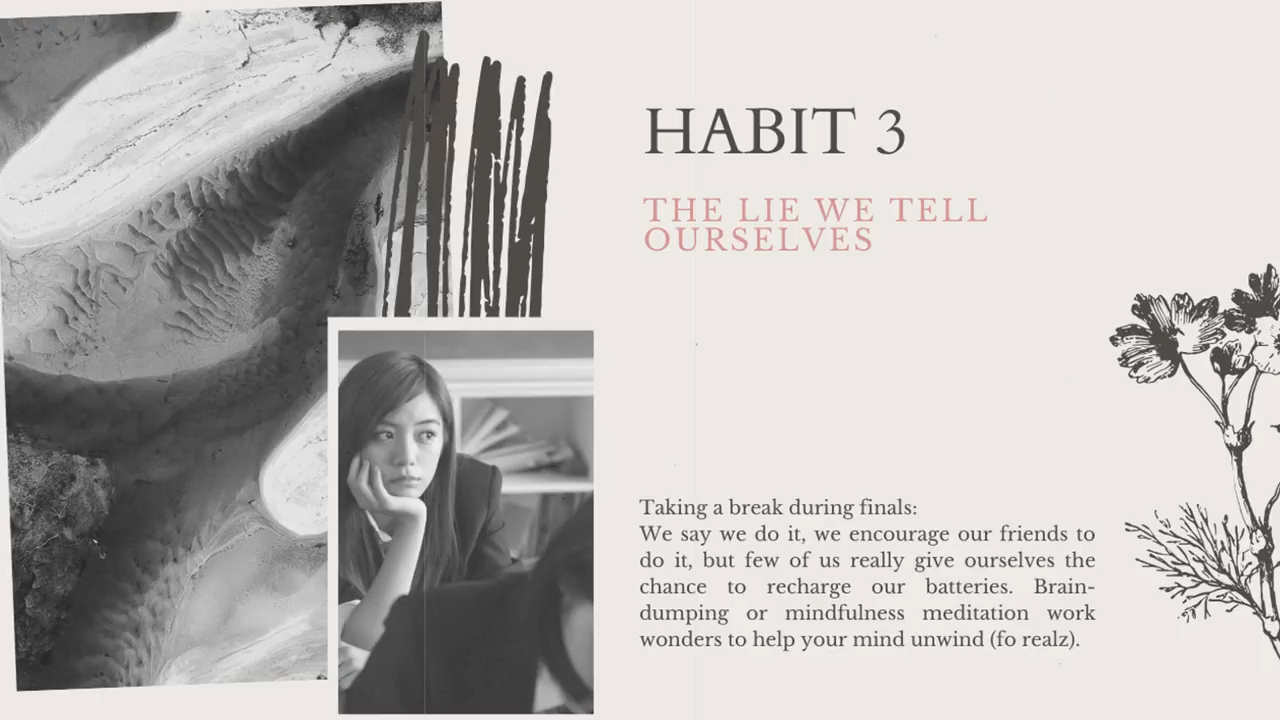 HABIT 3
THE LIE WE TELL
OURSELVES
Taking a break during finals:
We say we do it, we encourage our friends to
do it, but few of us really give ourselves the
chance to recharge our batteries. Brain-
dumping or mindfulness meditation work
wonders to help your mind unwind (fo realz).